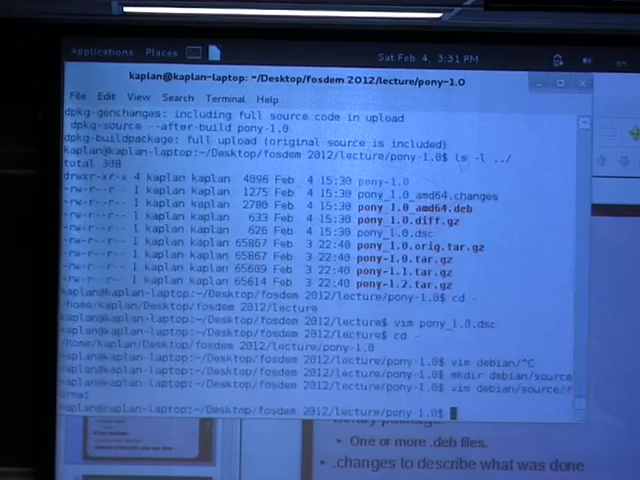 Applications Places Sat Feb 4, 3:31 PM
kaplan@kaplan-laptop: ~/Desktop/fosdem 2012/lecture/pony-1.0
File Edit View Search Terminal Help
dpkg-genchanges: including full source code in upload
dpkg-source --after-build pony-1.0
dpkg-buildpackage: full upload (original source is included)
kaplan@kaplan-laptop:~/Desktop/fosdem 2012/lecture/pony-1.0$ ls -l ../
total 308
drwxr-xr-x 4 kaplan kaplan 4096 Feb 4 15:30 pony-1.0
-rw-r--r-- 1 kaplan kaplan 1275 Feb 4 15:30 pony_1.0_amd64.changes
-rw-r--r-- 1 kaplan kaplan 2780 Feb 4 15:30 pony_1.0_amd64.deb
-rw-r--r-- 1 kaplan kaplan 633 Feb 4 15:30 pony_1.0.diff.gz
-rw-r--r-- 1 kaplan kaplan 626 Feb 4 15:30 pony_1.0.dsc
-rw-r--r-- 1 kaplan kaplan 65867 Feb 3 22:40 pony_1.0.orig.tar.gz
-rw-r--r-- 1 kaplan kaplan 65867 Feb 3 22:40 pony-1.0.tar.gz
-rw-r--r-- 1 kaplan kaplan 65609 Feb 3 22:40 pony-1.1.tar.gz
-rw-r--r-- 1 kaplan kaplan 65614 Feb 3 22:40 pony-1.2.tar.gz
kaplan@kaplan-laptop:~/Desktop/fosdem 2012/lecture/pony-1.0$ cd -
/home/kaplan/Desktop/fosdem 2012/lecture
kaplan@kaplan-laptop:~/Desktop/fosdem 2012/lecture$ vim pony_1.0.dsc
kaplan@kaplan-laptop:~/Desktop/fosdem 2012/lecture$ cd -
/home/kaplan/Desktop/fosdem 2012/lecture/pony-1.0
kaplan@kaplan-laptop:~/Desktop/fosdem 2012/lecture/pony-1.0$ vim debian/^C
kaplan@kaplan-laptop:~/Desktop/fosdem 2012/lecture/pony-1.0$ mkdir debian/source
kaplan@kaplan-laptop:~/Desktop/fosdem 2012/lecture/pony-1.0$ vim debian/source/f
ormat
kaplan@kaplan-laptop:~/Desktop/fosdem 2012/lecture/pony-1.0$
• One or more .deb files.
• .changes to describe what was done